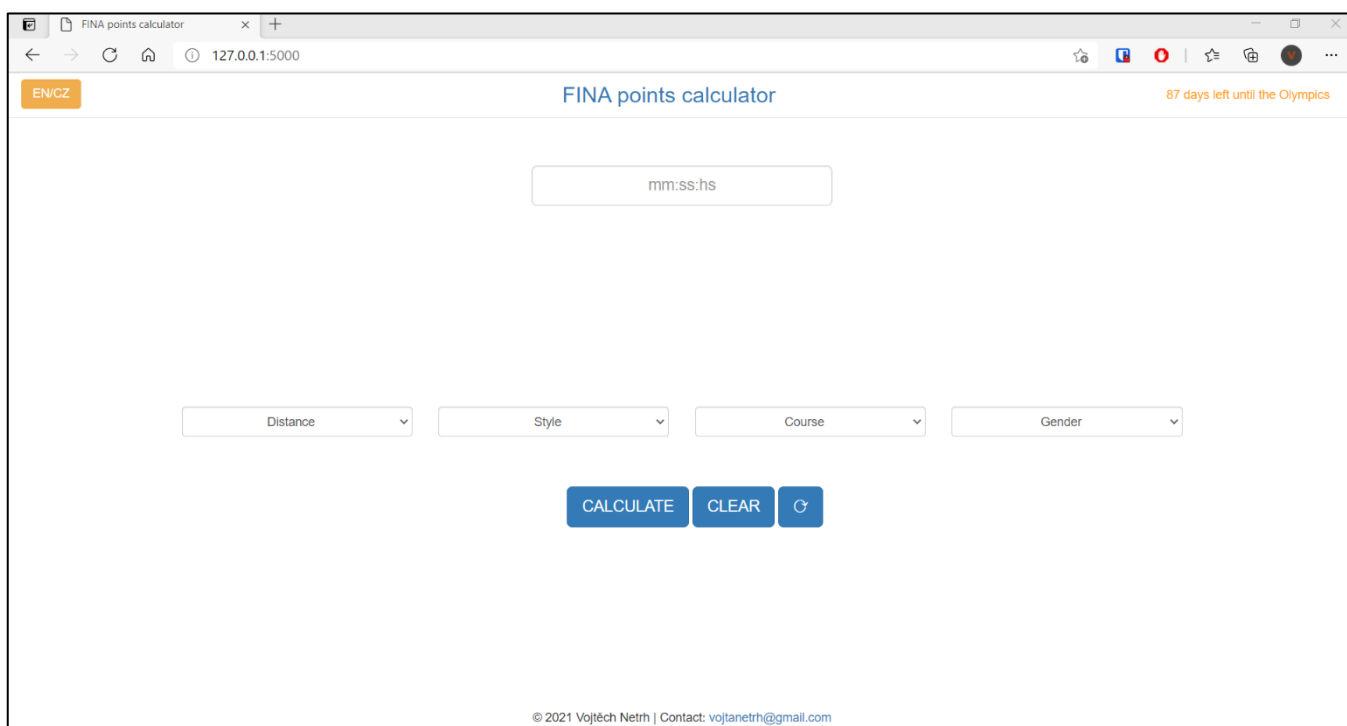 FINA points calculator
127.0.0.1:5000
EN/CZ
FINA points calculator
87 days left until the Olympics
mm:ss:hs
Distance
Style
Course
Gender
CALCULATE
CLEAR
© 2021 Vojtěch Netrh | Contact: vojtanetrh@gmail.com